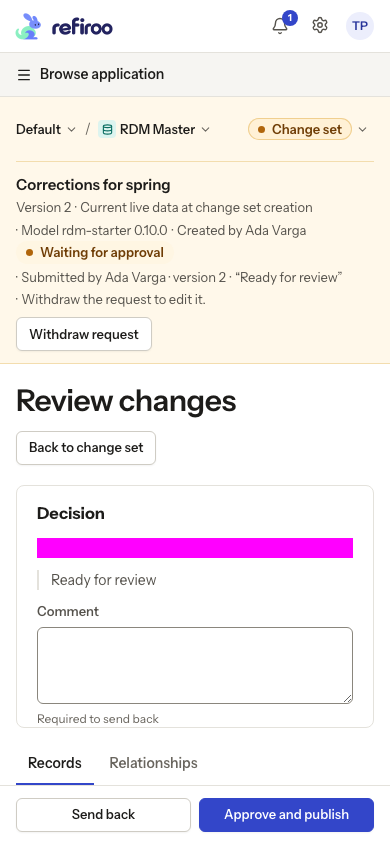 refiroo
1
TP
Browse application
Default / RDM Master
Change set
Corrections for spring
Version 2 · Current live data at change set creation
· Model rdm-starter 0.10.0 · Created by Ada Varga
Waiting for approval
· Submitted by Ada Varga · version 2 · “Ready for review”
· Withdraw the request to edit it.
Withdraw request
Review changes
Back to change set
Decision
Ready for review
Comment
Required to send back
Records Relationships
Send back Approve and publish